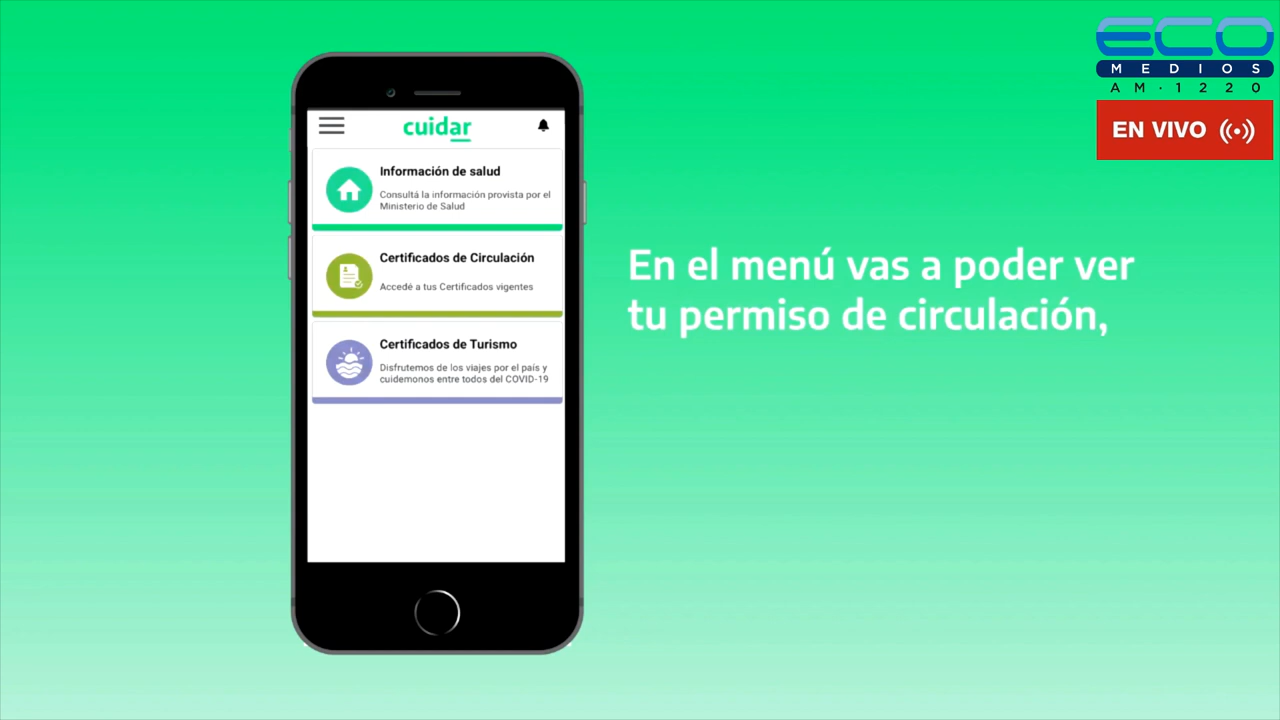 ECO
MEDIOS
AM·1220
EN VIVO
cuidar
Información de salud
Consultá la información provista por el
Ministerio de Salud
Certificados de Circulación
Accedé a tus Certificados vigentes
Certificados de Turismo
Disfrutemos de los viajes por el país y
cuidemonos entre todos del COVID-19
En el menú vas a poder ver
tu permiso de circulación,